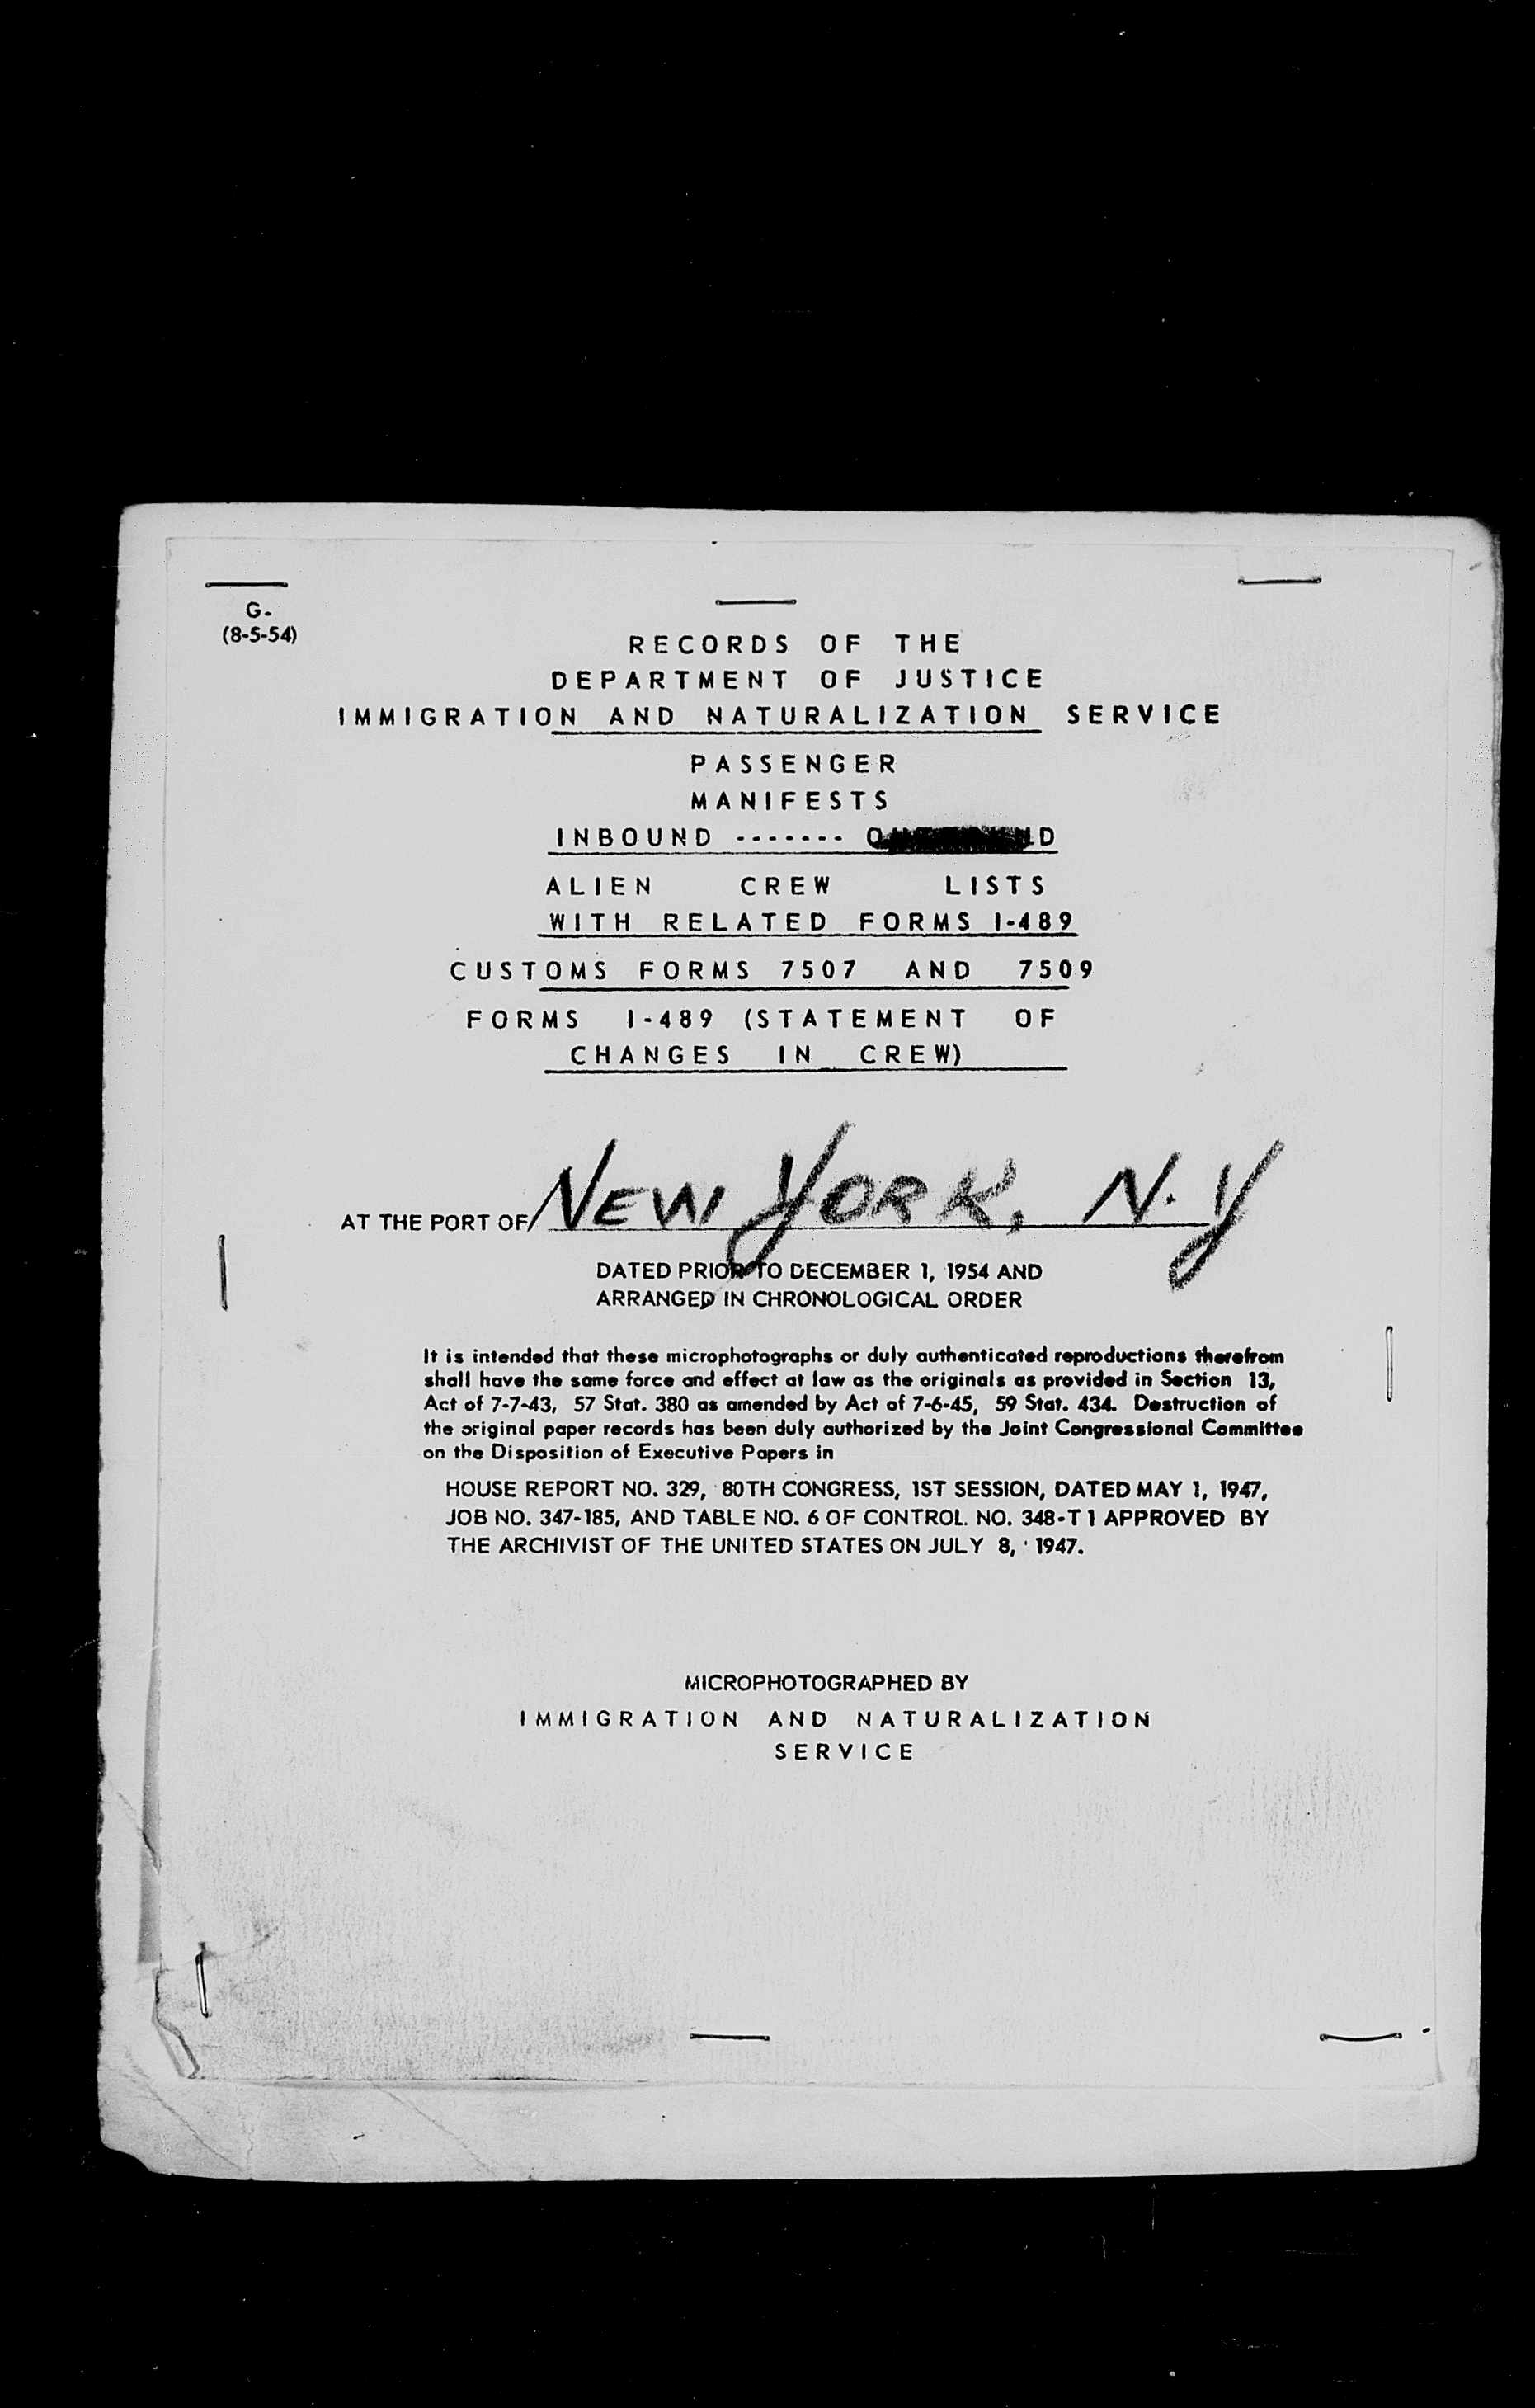 G-
(8-5-54)
RECORDS OF THE
DEPARTMENT OF JUSTICE
IMMIGRATION AND NATURALIZATION SERVICE
PASSENGER
MANIFESTS
INBOUND -------
ALIEN CREW LISTS
WITH RELATED FORMS I-489
CUSTOMS FORMS 7507 AND 7509
FORMS I-489 (STATEMENT OF
CHANGES IN CREW)
AT THE PORT OF NEW YORK, N.Y
DATED PRIOR TO DECEMBER 1, 1954 AND
ARRANGED IN CHRONOLOGICAL ORDER
It is intended that these microphotographs or duly authenticated reproductions therefrom
shall have the same force and effect at law as the originals as provided in Section 13,
Act of 7-7-43, 57 Stat. 380 as amended by Act of 7-6-45, 59 Stat. 434. Destruction of
the original paper records has been duly authorized by the Joint Congressional Committee
on the Disposition of Executive Papers in
HOUSE REPORT NO. 329, 80TH CONGRESS, 1ST SESSION, DATED MAY 1, 1947,
JOB NO. 347-185, AND TABLE NO. 6 OF CONTROL NO. 348-T1 APPROVED BY
THE ARCHIVIST OF THE UNITED STATES ON JULY 8, 1947.
MICROPHOTOGRAPHED BY
IMMIGRATION AND NATURALIZATION
SERVICE